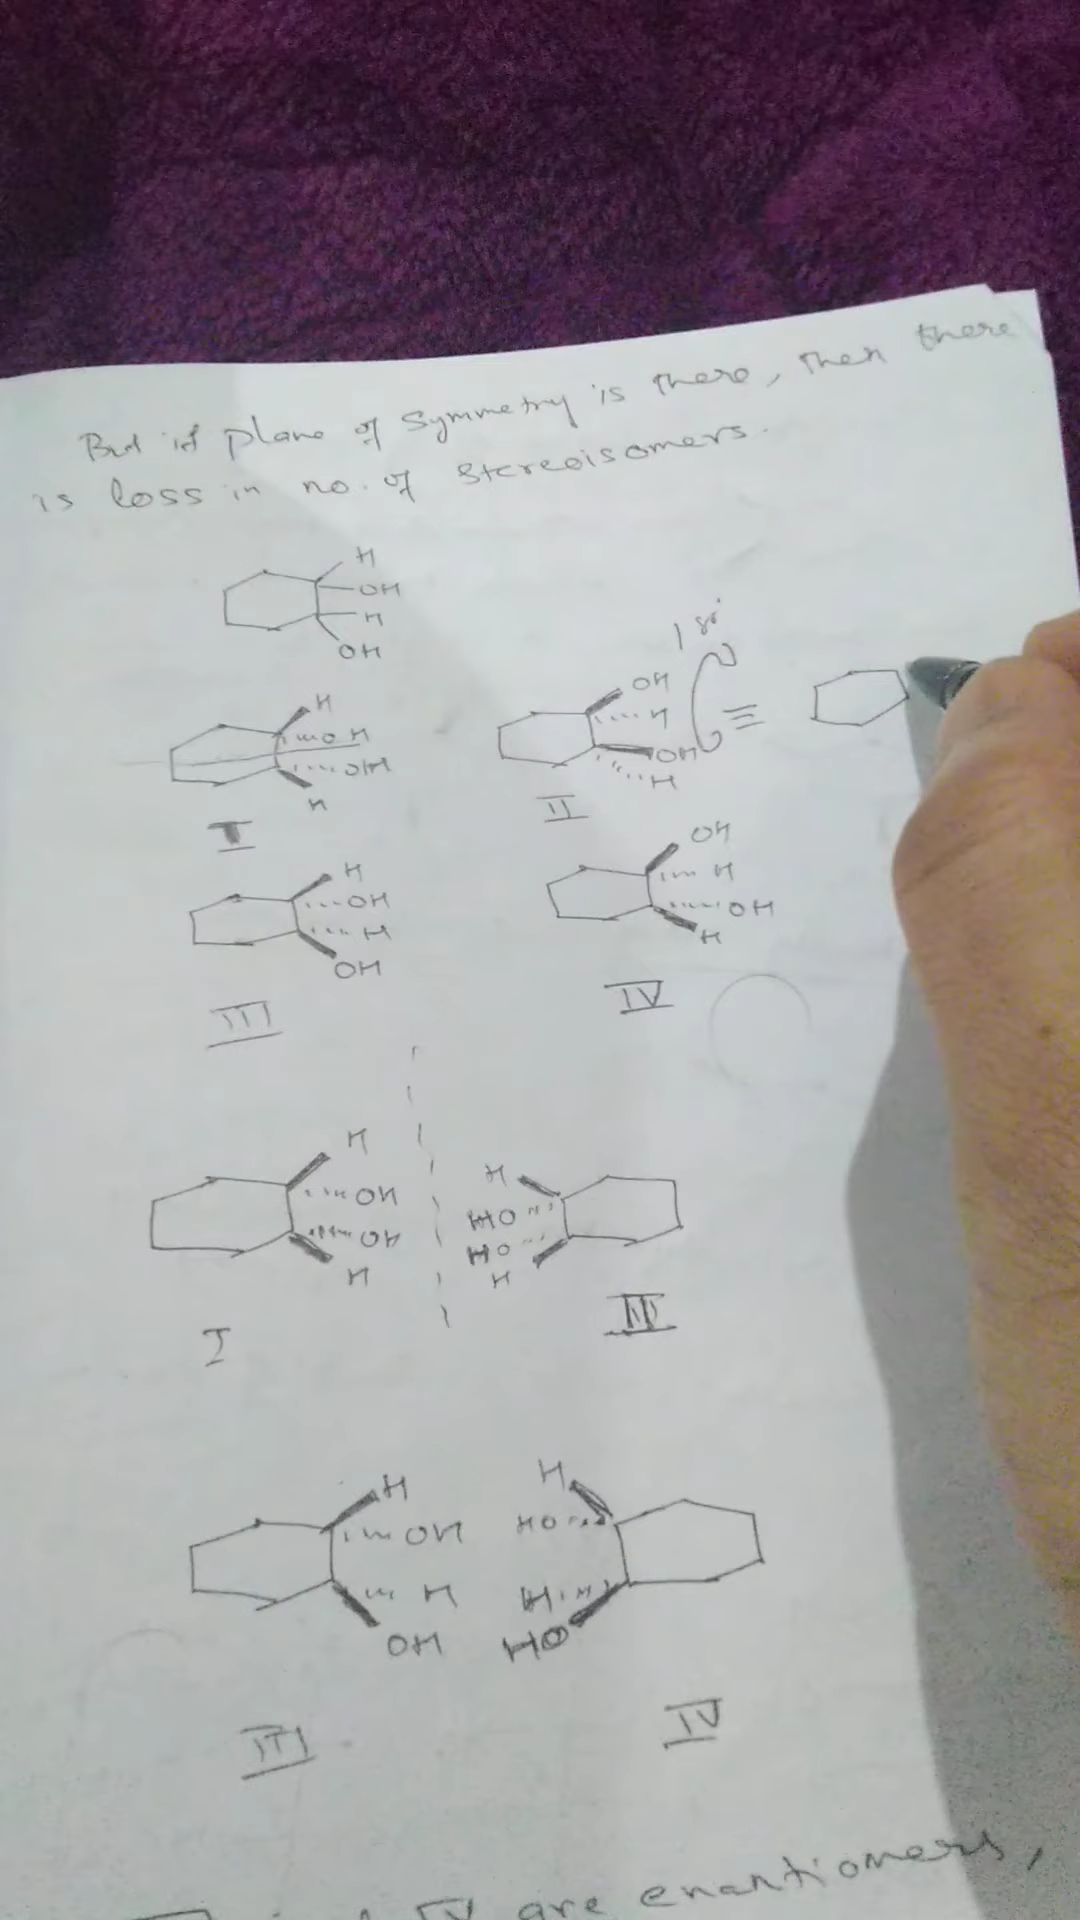 But if plane of symmetry is there, then there
is loss in no. of stereoisomers.
H
OH
H
OH
H
OH
OH
H
I
OH
H
OH
H
≡
II
H
OH
H
OH
III
OH
H
OH
H
IV
H
OH
OH
H
I
H
HO
HO
H
II
H
OH
H
OH
III
H
HO
H
HO
IV
IV are enantiomers,